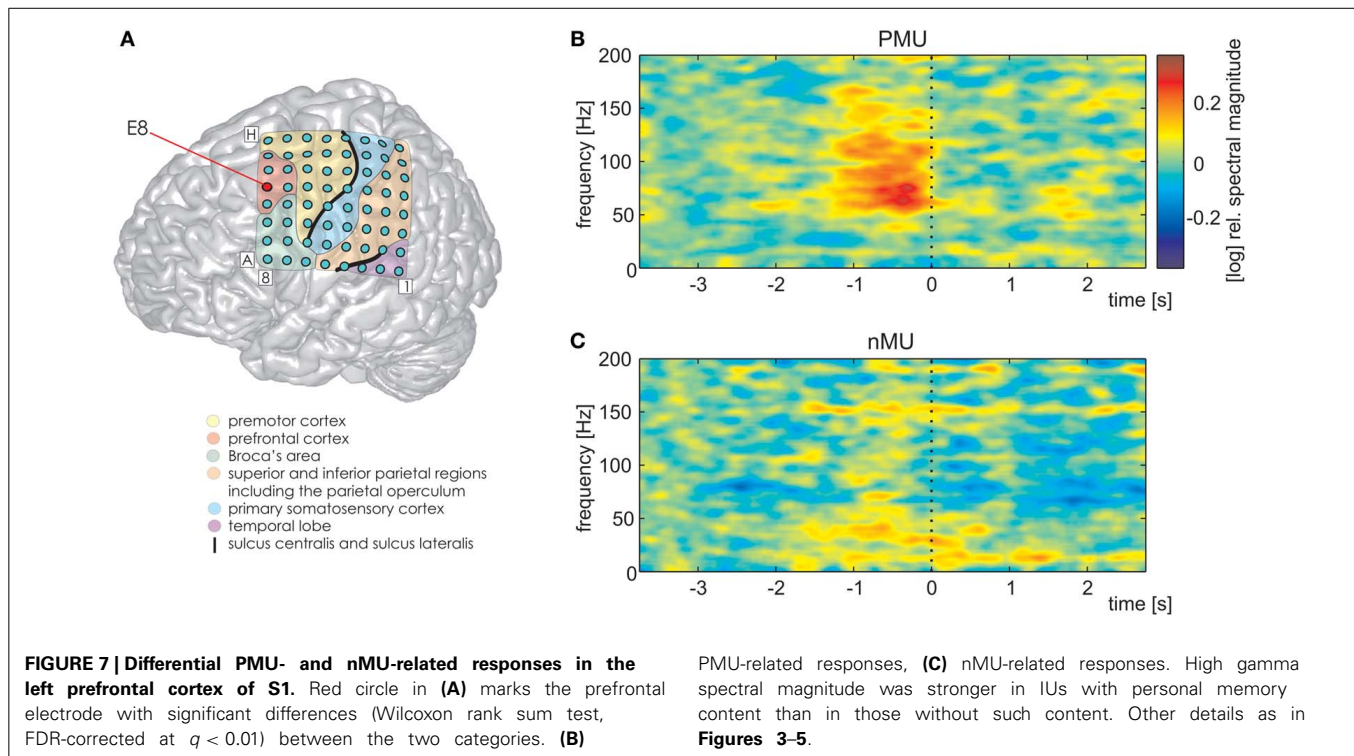 A
E8
H
A
8
1
premotor cortex
prefrontal cortex
Broca's area
superior and inferior parietal regions
including the parietal operculum
primary somatosensory cortex
temporal lobe
sulcus centralis and sulcus lateralis
B
PMU
frequency [Hz]
200
150
100
50
0
-3
-2
-1
0
1
2
time [s]
0.2
0
-0.2
[log] rel. spectral magnitude
C
nMU
frequency [Hz]
200
150
100
50
0
-3
-2
-1
0
1
2
time [s]
FIGURE 7 | Differential PMU- and nMU-related responses in the
left prefrontal cortex of S1. Red circle in (A) marks the prefrontal
electrode with significant differences (Wilcoxon rank sum test,
FDR-corrected at q < 0.01) between the two categories. (B)
PMU-related responses, (C) nMU-related responses. High gamma
spectral magnitude was stronger in IUs with personal memory
content than in those without such content. Other details as in
Figures 3–5.